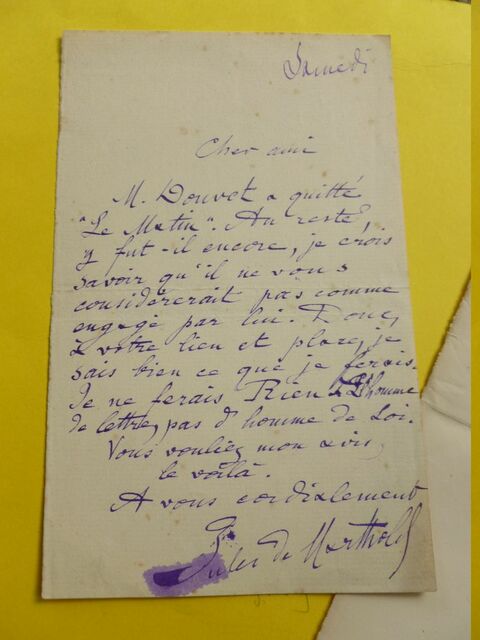 Samedi
Cher ami
M. Douvet a quitté
"Le Matin". Au reste,
y fut-il encore, je crois
savoir qu'il ne vous
considèrerait pas comme
engagé par lui. Donc,
à votre lieu et place, je
sais bien ce que je ferais.
Je ne ferais Rien. L'homme
de lettre, pas d'homme de Loi.
Vous vouliez mon avis,
le voilà.
A vous cordialement
Jules de Marthold